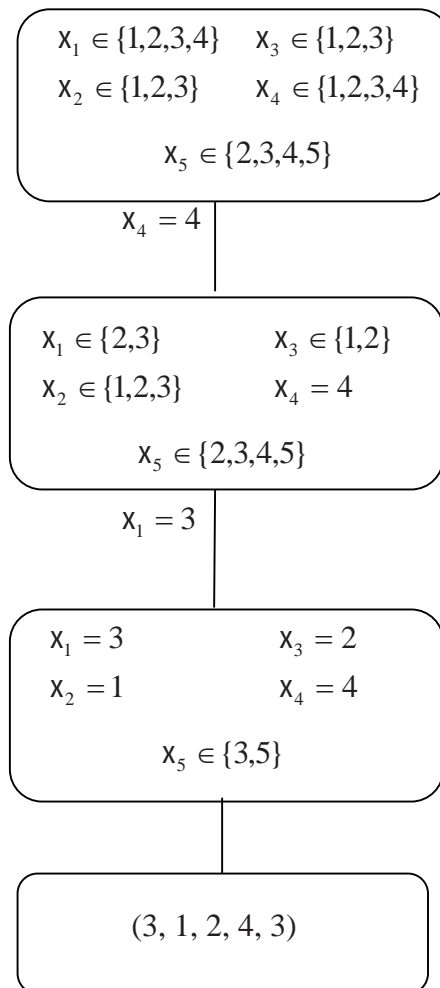 x₁ ∈ {1,2,3,4} x₃ ∈ {1,2,3}
x₂ ∈ {1,2,3} x₄ ∈ {1,2,3,4}
x₅ ∈ {2,3,4,5}
x₄ = 4
x₁ ∈ {2,3} x₃ ∈ {1,2}
x₂ ∈ {1,2,3} x₄ = 4
x₅ ∈ {2,3,4,5}
x₁ = 3
x₁ = 3 x₃ = 2
x₂ = 1 x₄ = 4
x₅ ∈ {3,5}
(3, 1, 2, 4, 3)